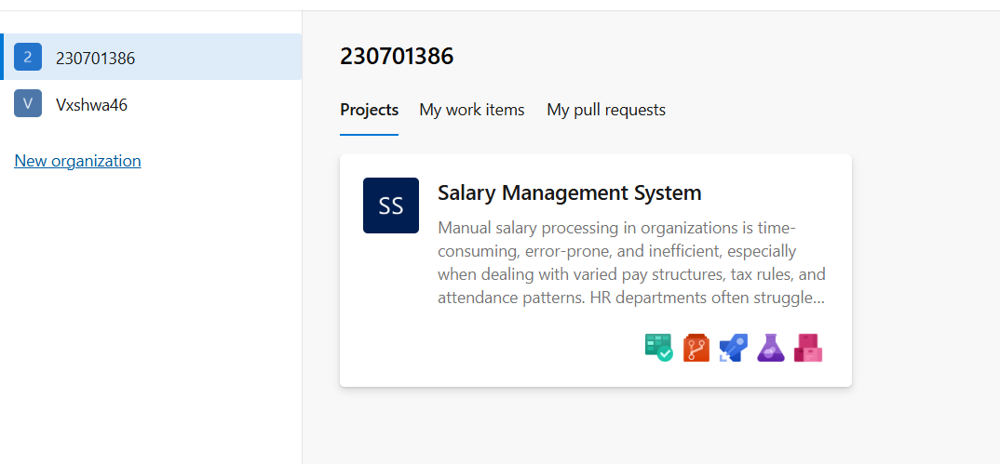 2 230701386
V Vxshwa46
New organization
230701386
Projects My work items My pull requests
SS
Salary Management System
Manual salary processing in organizations is time-
consuming, error-prone, and inefficient, especially
when dealing with varied pay structures, tax rules, and
attendance patterns. HR departments often struggle...